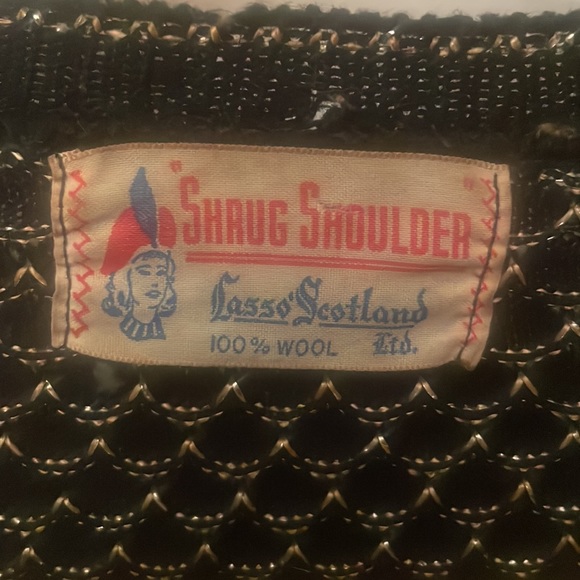 "SHRUG SHOULDER"
Lasso' Scotland
100% WOOL Ltd.